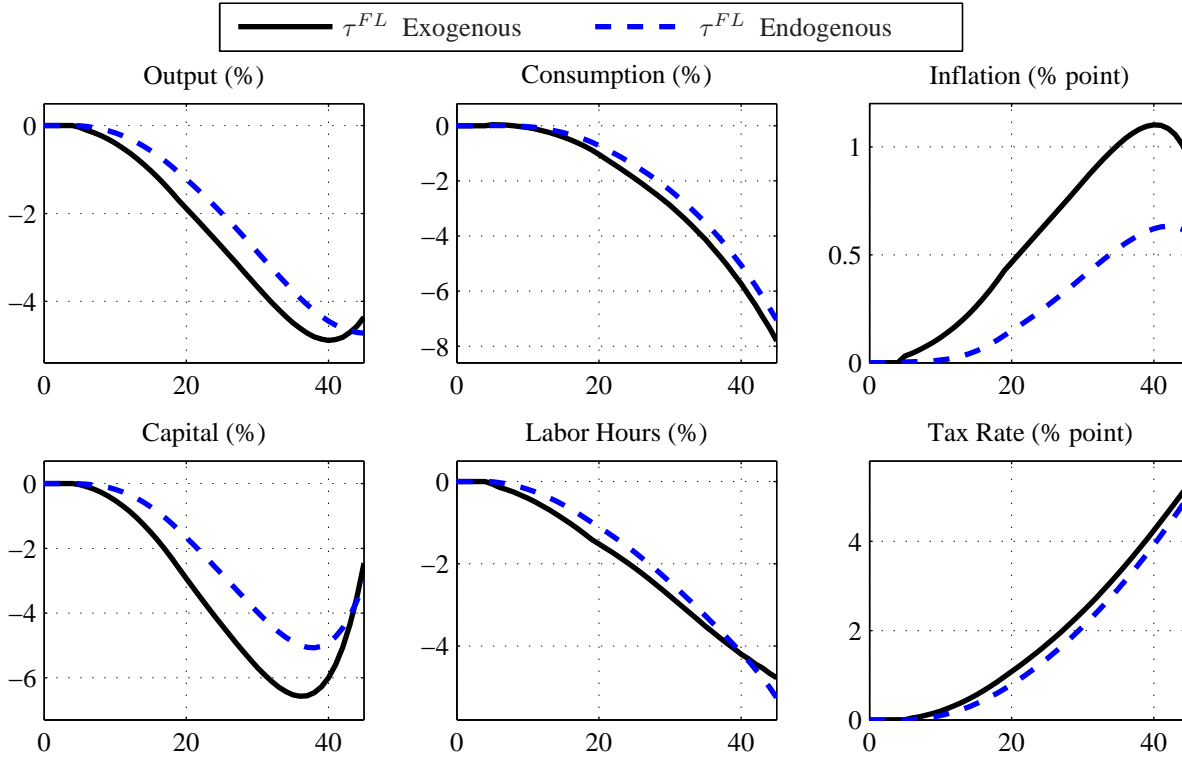 τ^FL Exogenous τ^FL Endogenous
Output (%)
0
−2
−4
0 20 40
Consumption (%)
0
−2
−4
−6
−8
0 20 40
Inflation (% point)
1
0.5
0
0 20 40
Capital (%)
0
−2
−4
−6
0 20 40
Labor Hours (%)
0
−2
−4
0 20 40
Tax Rate (% point)
4
2
0
0 20 40